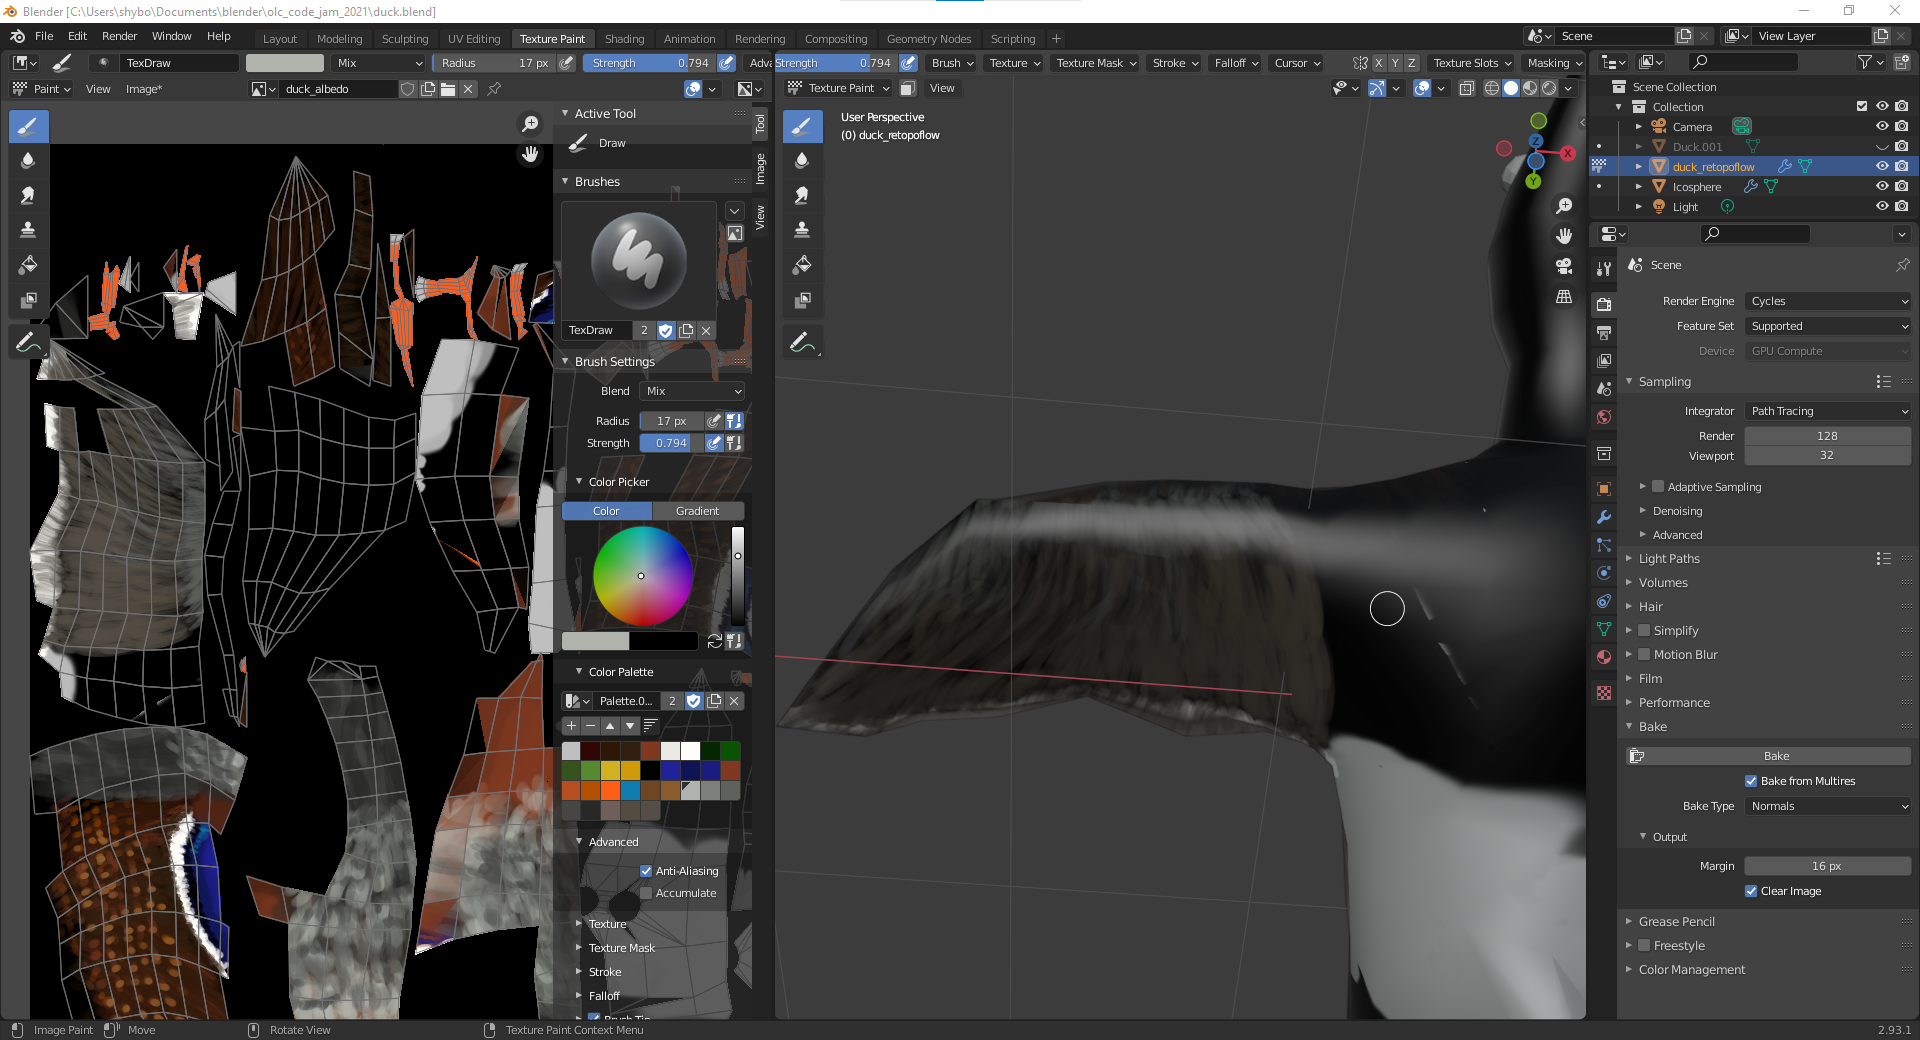 Blender [C:\Users\shybo\Documents\blender\olc_code_jam_2021\duck.blend]
File Edit Render Window Help Layout Modeling Sculpting UV Editing Texture Paint Shading Animation Rendering Compositing Geometry Nodes Scripting + Scene View Layer
TexDraw Mix Radius 17 px Strength 0.794 Adva Strength 0.794 Brush Texture Texture Mask Stroke Falloff Cursor X Y Z Texture Slots Masking
Paint View Image* duck_albedo Texture Paint View
Active Tool
Draw
Brushes
TexDraw 2
Brush Settings
Blend Mix
Radius 17 px
Strength 0.794
Color Picker
Color Gradient
Color Palette
Palette.0... 2
Advanced
Anti-Aliasing
Accumulate
Texture
Texture Mask
Stroke
Falloff
Brush Tip
Tool
Image
View
User Perspective
(0) duck_retopoflow
Z
X
Y
Scene Collection
Collection
Camera
Duck.001
duck_retopoflow
Icosphere
Light
Scene
Render Engine Cycles
Feature Set Supported
Device GPU Compute
Sampling
Integrator Path Tracing
Render 128
Viewport 32
Adaptive Sampling
Denoising
Advanced
Light Paths
Volumes
Hair
Simplify
Motion Blur
Film
Performance
Bake
Bake
Bake from Multires
Bake Type Normals
Output
Margin 16 px
Clear Image
Grease Pencil
Freestyle
Color Management
Image Paint Move Rotate View Texture Paint Context Menu 2.93.1